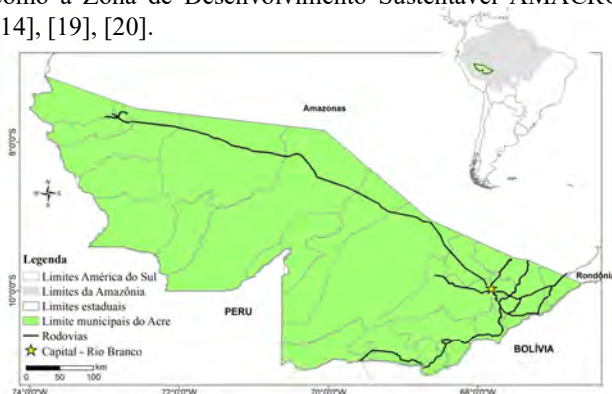 como a Zona de Desenvolvimento Sustentável AMACRO
14], [19], [20].
Amazonas
8°0'0"S
Legenda
Limites América do Sul
Limites da Amazônia
Limites estaduais
Limite municipais do Acre
Rodovias
Capital - Rio Branco
10°0'0"S
Rondônia
PERU
BOLÍVIA
0 50 100 km
74°0'0"W 72°0'0"W 70°0'0"W 68°0'0"W